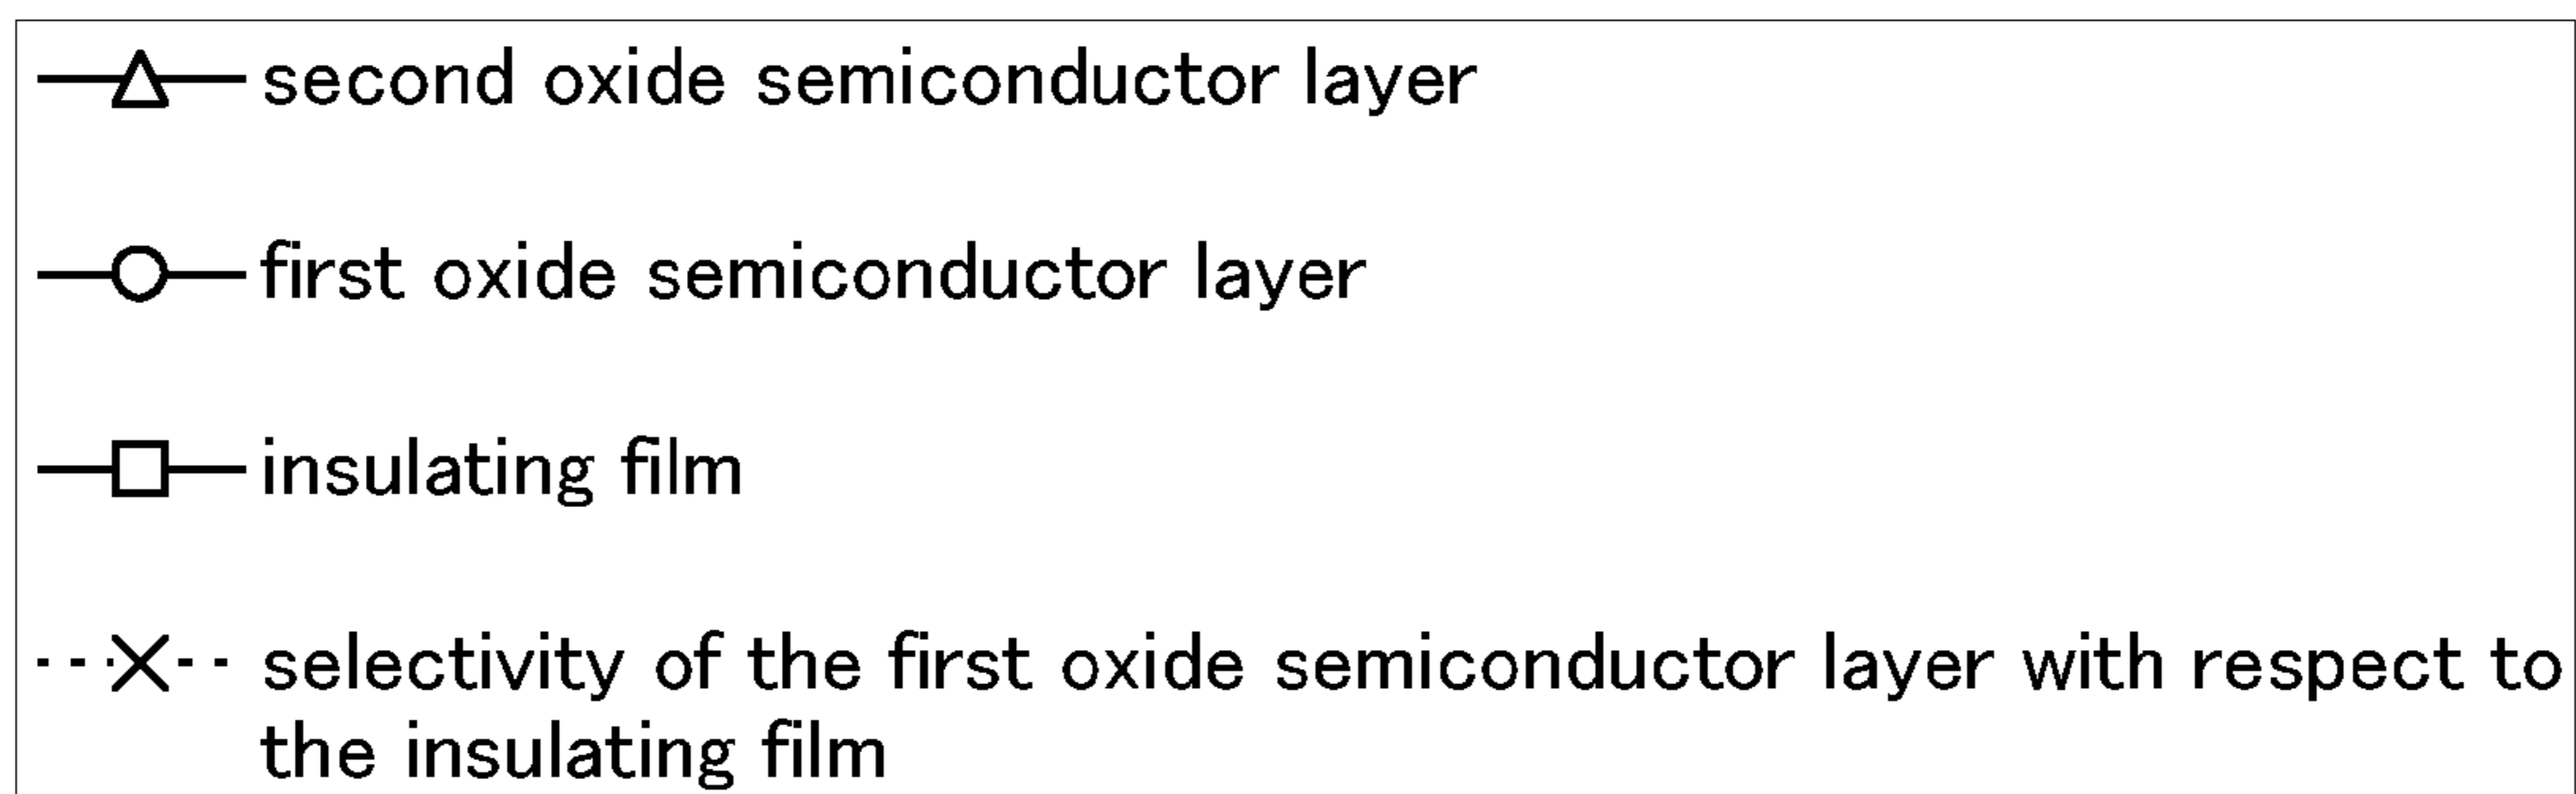 second oxide semiconductor layer
first oxide semiconductor layer
insulating film
selectivity of the first oxide semiconductor layer with respect to
the insulating film